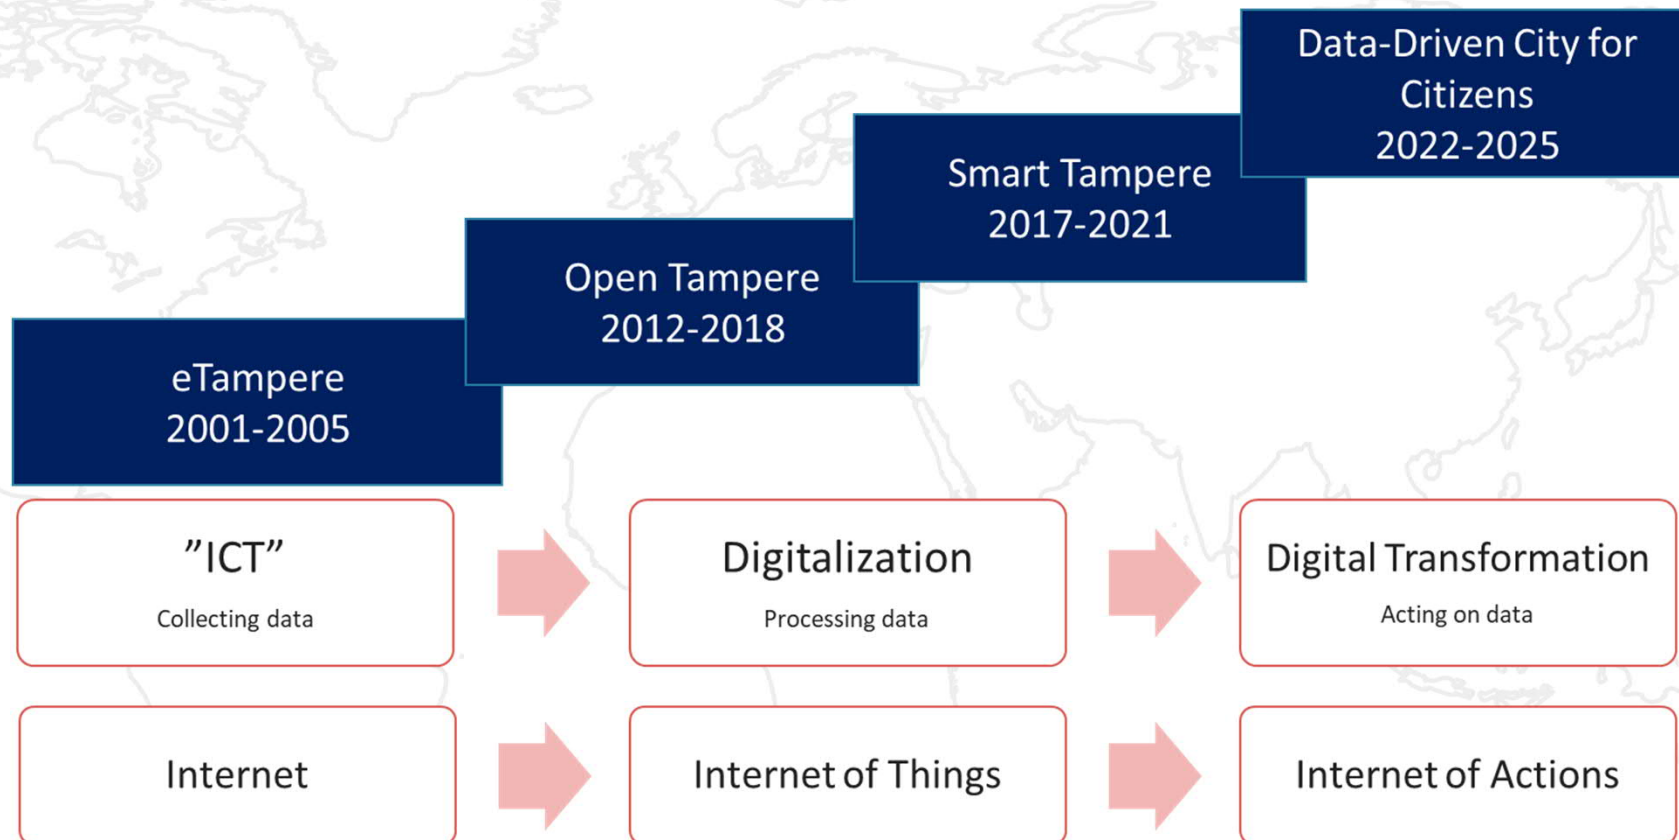 Data-Driven City for
Citizens
2022-2025
Smart Tampere
2017-2021
Open Tampere
2012-2018
eTampere
2001-2005
”ICT”
Collecting data
Digitalization
Processing data
Digital Transformation
Acting on data
Internet
Internet of Things
Internet of Actions